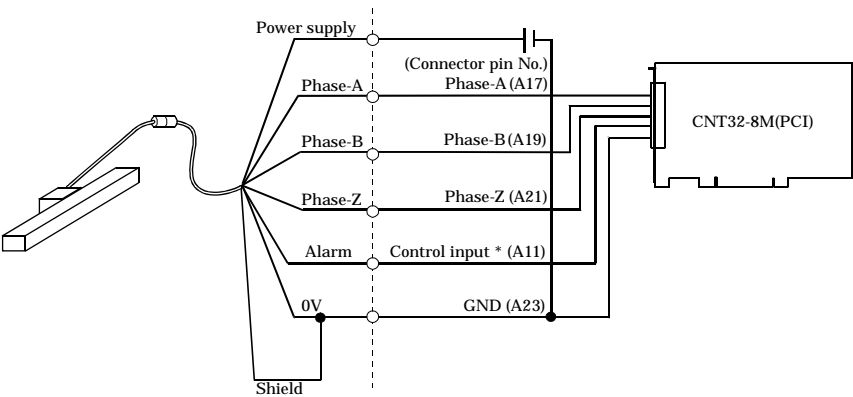 Power supply
(Connector pin No.)
Phase-A Phase-A (A17)
CNT32-8M(PCI)
Phase-B Phase-B (A19)
Phase-Z Phase-Z (A21)
Alarm Control input * (A11)
0V GND (A23)
Shield